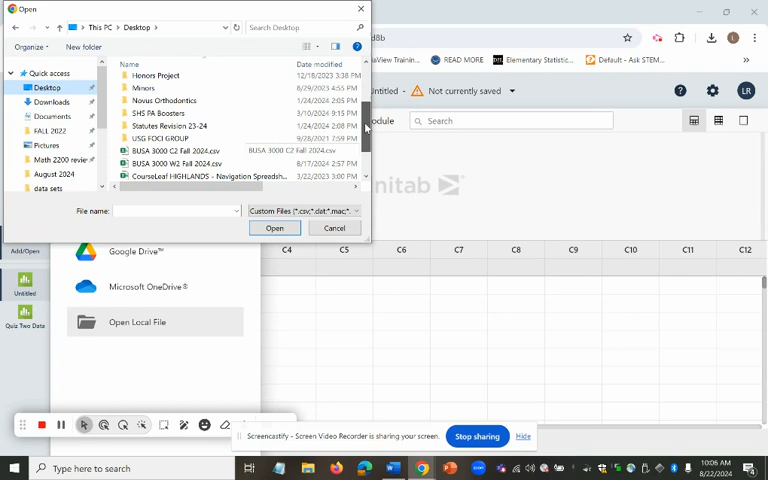 Open
This PC > Desktop >
Search Desktop
Organize
New folder
Name
Date modified
Quick access
Desktop
Downloads
Documents
FALL 2022
Pictures
Math 2200 review
August 2024
data sets
Honors Project 12/18/2023 3:38 PM
Minors 8/29/2023 4:55 PM
Novus Orthodontics 1/24/2024 2:05 PM
SHS PA Boosters 3/10/2024 9:15 PM
Statutes Revision 23-24 1/24/2024 2:08 PM
USG FOCI GROUP 9/28/2021 7:59 PM
BUSA 3000 C2 Fall 2024.csv
BUSA 3000 C2 Fall 2024.csv
BUSA 3000 W2 Fall 2024.csv 8/17/2024 2:57 PM
CourseLeaf HIGHLANDS - Navigation Spreadsh... 3/22/2023 3:00 PM
File name:
Custom Files (*.csv;*.dat;*.mac;*.
Open
Cancel
d8b
L
aView Trainin...
READ MORE
Elementary Statistic...
Default - Ask STEM...
»
Untitled
Not currently saved
LR
odule
Search
nitab
Add/Open
Untitled
Quiz Two Data
Google Drive™
Microsoft OneDrive®
Open Local File
C4 C5 C6 C7 C8 C9 C10 C11 C12
Screencastify - Screen Video Recorder is sharing your screen.
Stop sharing
Hide
Type here to search
10:06 AM
8/22/2024